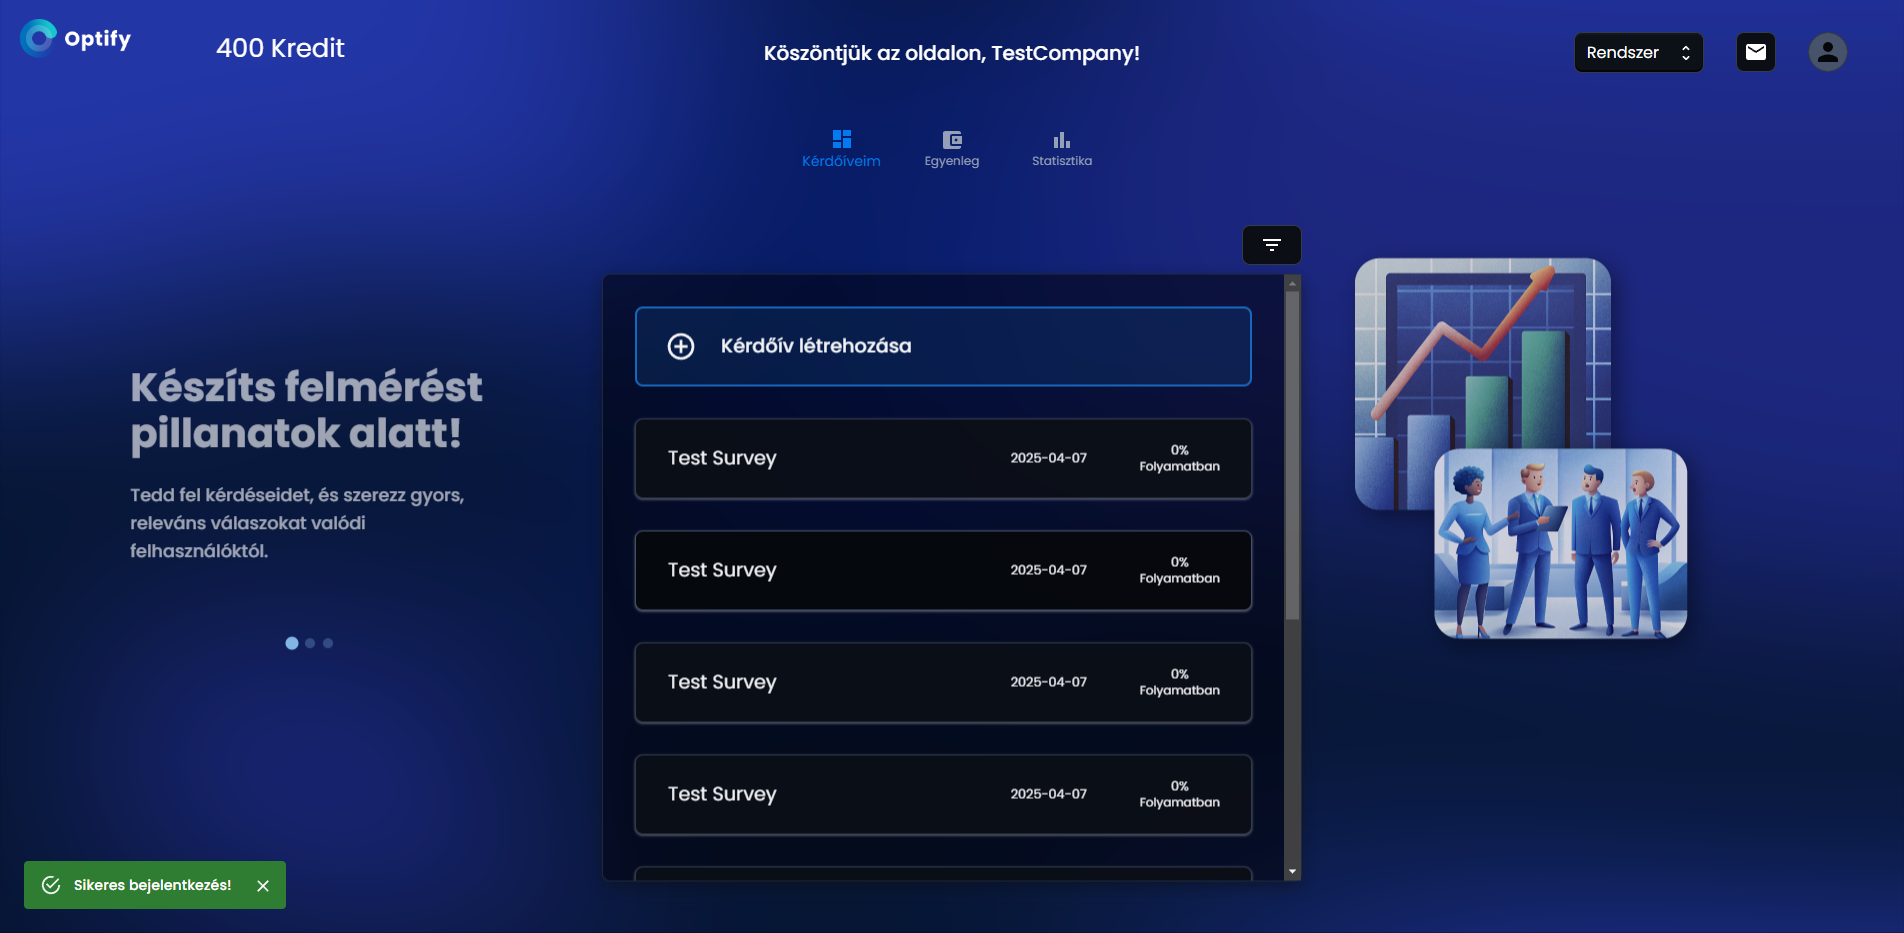 Optify
400 Kredit
Köszöntjük az oldalon, TestCompany!
Rendszer
Kérdőíveim
Egyenleg
Statisztika
Készíts felmérést
pillanatok alatt!
Tedd fel kérdéseidet, és szerezz gyors,
releváns válaszokat valódi
felhasználóktól.
Kérdőív létrehozása
Test Survey
2025-04-07
0%
Folyamatban
Test Survey
2025-04-07
0%
Folyamatban
Test Survey
2025-04-07
0%
Folyamatban
Test Survey
2025-04-07
0%
Folyamatban
Sikeres bejelentkezés!